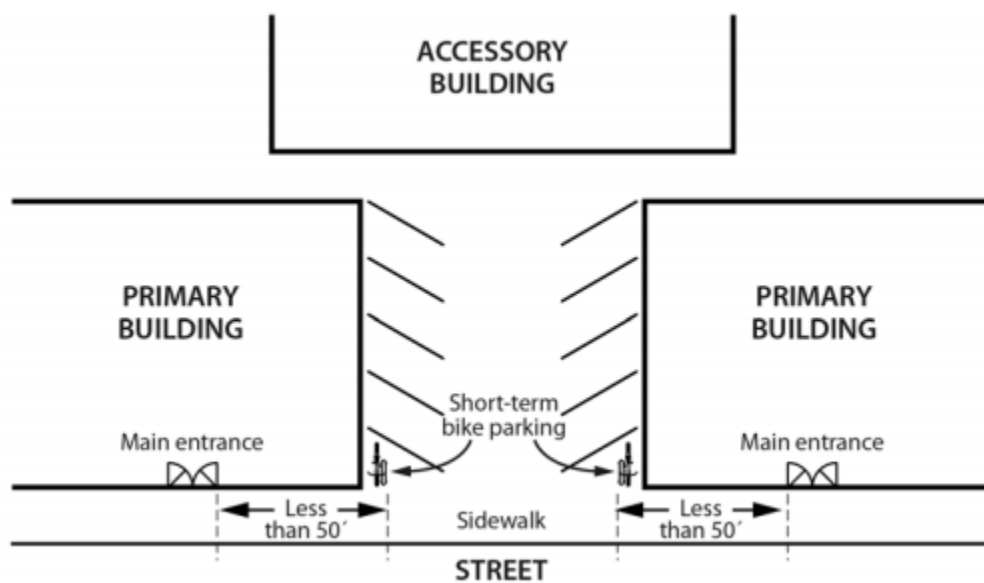 ACCESSORY
BUILDING
PRIMARY
BUILDING
PRIMARY
BUILDING
Short-term
bike parking
Main entrance
Main entrance
Less
than 50´
Sidewalk
Less
than 50´
STREET